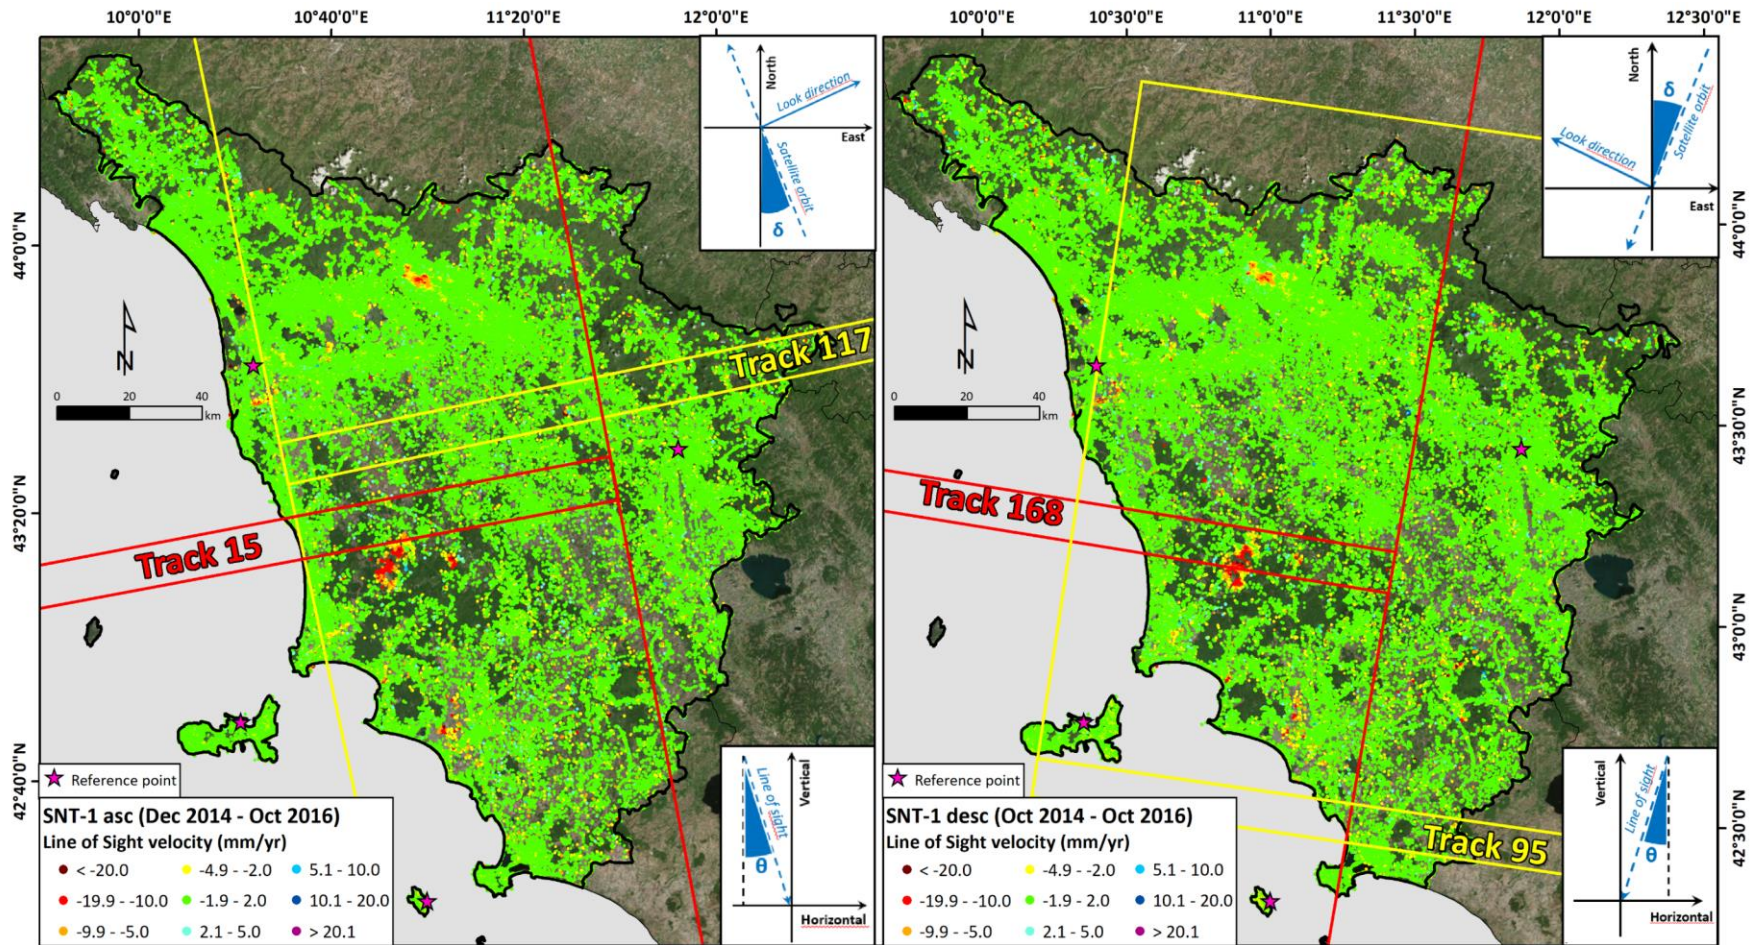 10°0'0"E 10°40'0"E 11°20'0"E 12°0'0"E
44°0'0"N
43°20'0"N
42°40'0"N
North
Look direction
East
Satellite orbit
δ
Track 117
N
0 20 40
km
Track 15
Reference point
SNT-1 asc (Dec 2014 - Oct 2016)
Line of Sight velocity (mm/yr)
< -20.0
-19.9 - -10.0
-9.9 - -5.0
-4.9 - -2.0
-1.9 - 2.0
2.1 - 5.0
5.1 - 10.0
10.1 - 20.0
> 20.1
Vertical
Line of sight
θ
Horizontal
10°0'0"E 10°30'0"E 11°0'0"E 11°30'0"E 12°0'0"E 12°30'0"E
44°0'0"N
43°30'0"N
43°0'0"N
42°30'0"N
North
δ
Look direction
Satellite orbit
East
N
0 20 40
km
Track 168
Track 95
Reference point
SNT-1 desc (Oct 2014 - Oct 2016)
Line of Sight velocity (mm/yr)
< -20.0
-19.9 - -10.0
-9.9 - -5.0
-4.9 - -2.0
-1.9 - 2.0
2.1 - 5.0
5.1 - 10.0
10.1 - 20.0
> 20.1
Vertical
Line of sight
θ
Horizontal